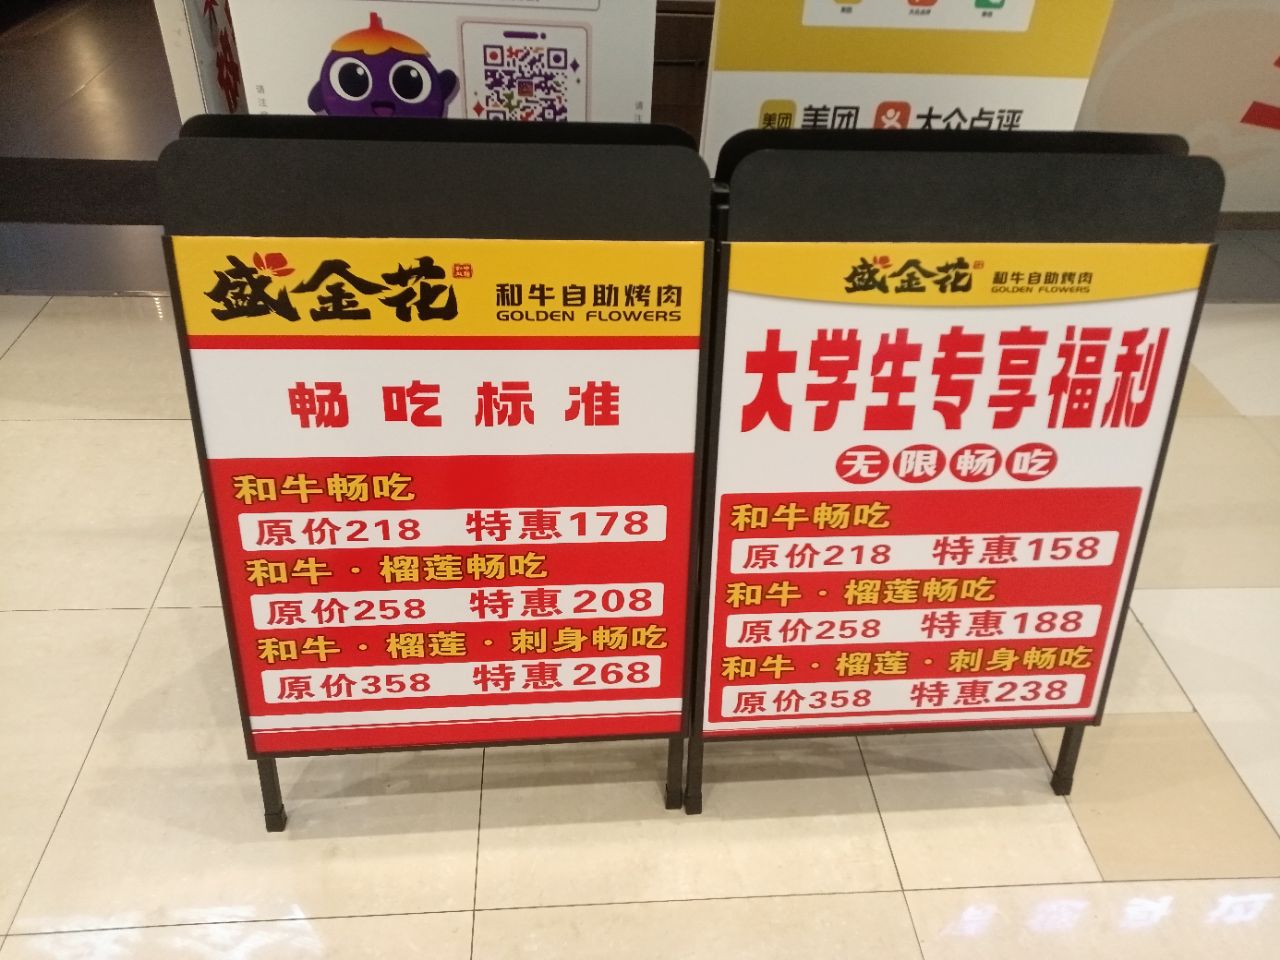 美团 大众点评
盛金花 和牛自助烤肉
GOLDEN FLOWERS
畅吃标准
和牛畅吃
原价218 特惠178
和牛·榴莲畅吃
原价258 特惠208
和牛·榴莲·刺身畅吃
原价358 特惠268
盛金花 和牛自助烤肉
GOLDEN FLOWERS
大学生专享福利
无限畅吃
和牛畅吃
原价218 特惠158
和牛·榴莲畅吃
原价258 特惠188
和牛·榴莲·刺身畅吃
原价358 特惠238